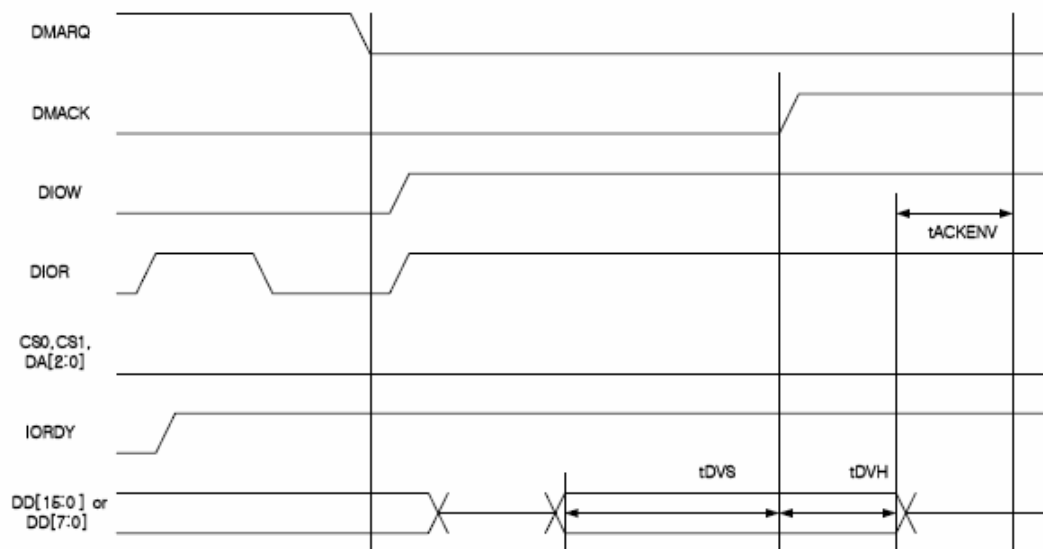 DMARQ
DMACK
DIOW
tACKENV
DIOR
CS0, CS1,
DA[2:0]
IORDY
tDVS
tDVH
DD[15:0] or
DD[7:0]